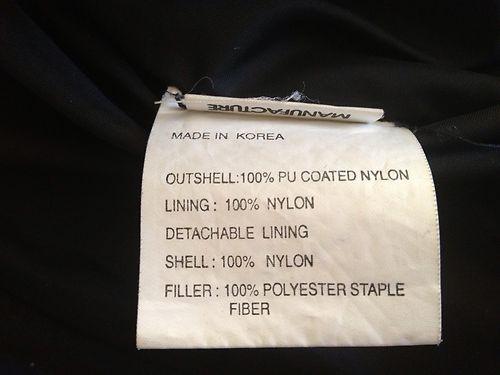 MANUFACTURE
MADE IN KOREA
OUTSHELL:100% PU COATED NYLON
LINING: 100% NYLON
DETACHABLE LINING
SHELL: 100% NYLON
FILLER: 100% POLYESTER STAPLE
FIBER